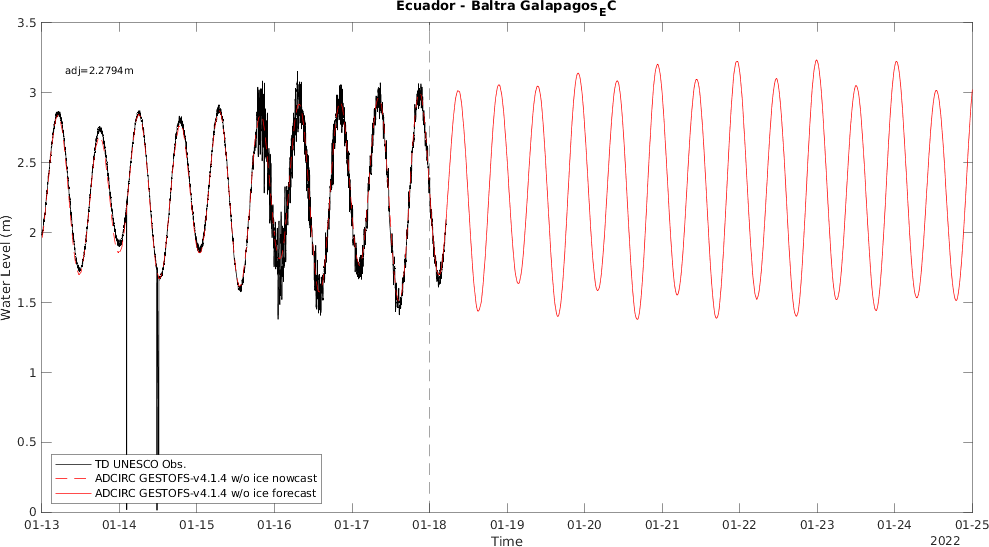 Ecuador - Baltra Galapagos_EC
adj=2.2794m
3.5
3
2.5
2
1.5
1
0.5
0
Water Level (m)
TD UNESCO Obs.
ADCIRC GESTOFS-v4.1.4 w/o ice nowcast
ADCIRC GESTOFS-v4.1.4 w/o ice forecast
01-13 01-14 01-15 01-16 01-17 01-18 01-19 01-20 01-21 01-22 01-23 01-24 01-25
Time
2022